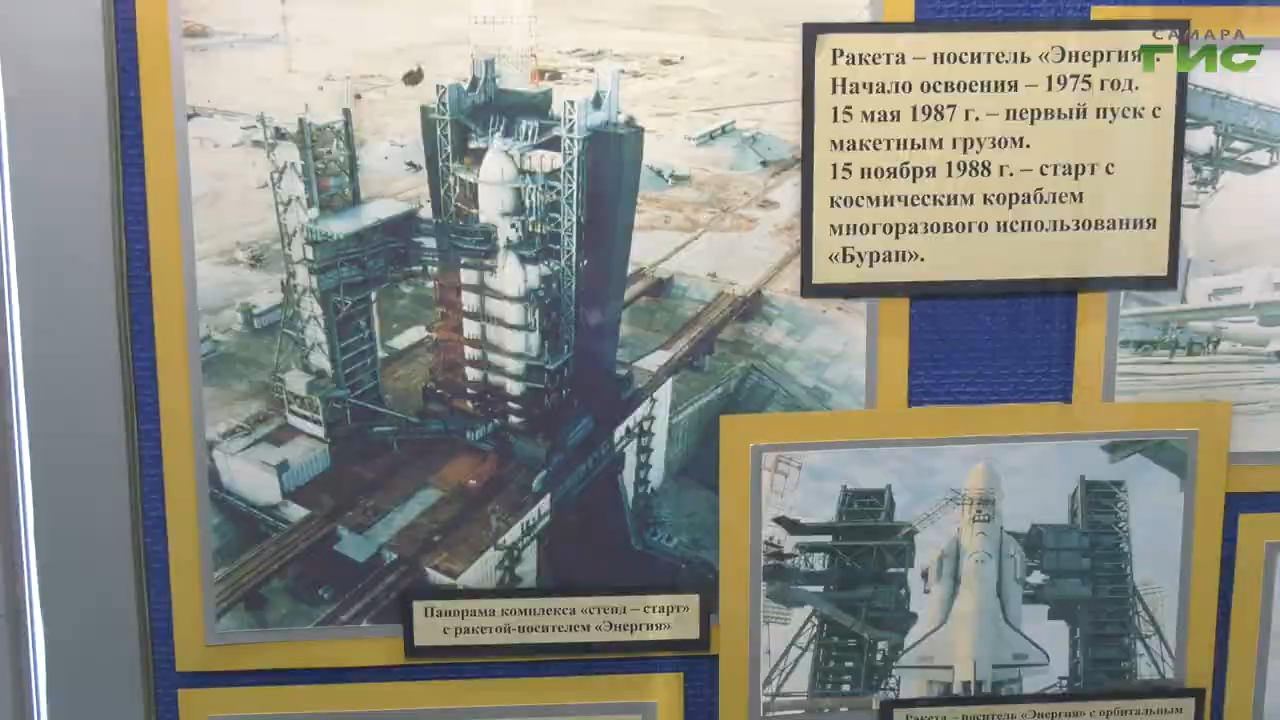 САМАРА
ГИС
Ракета – носитель «Энергия».
Начало освоения – 1975 год.
15 мая 1987 г. – первый пуск с
макетным грузом.
15 ноября 1988 г. – старт с
космическим кораблем
многоразового использования
«Буран».
Панорама комплекса «стенд – старт»
с ракетой-носителем «Энергия»
Ракета – носитель «Энергия» с орбитальным